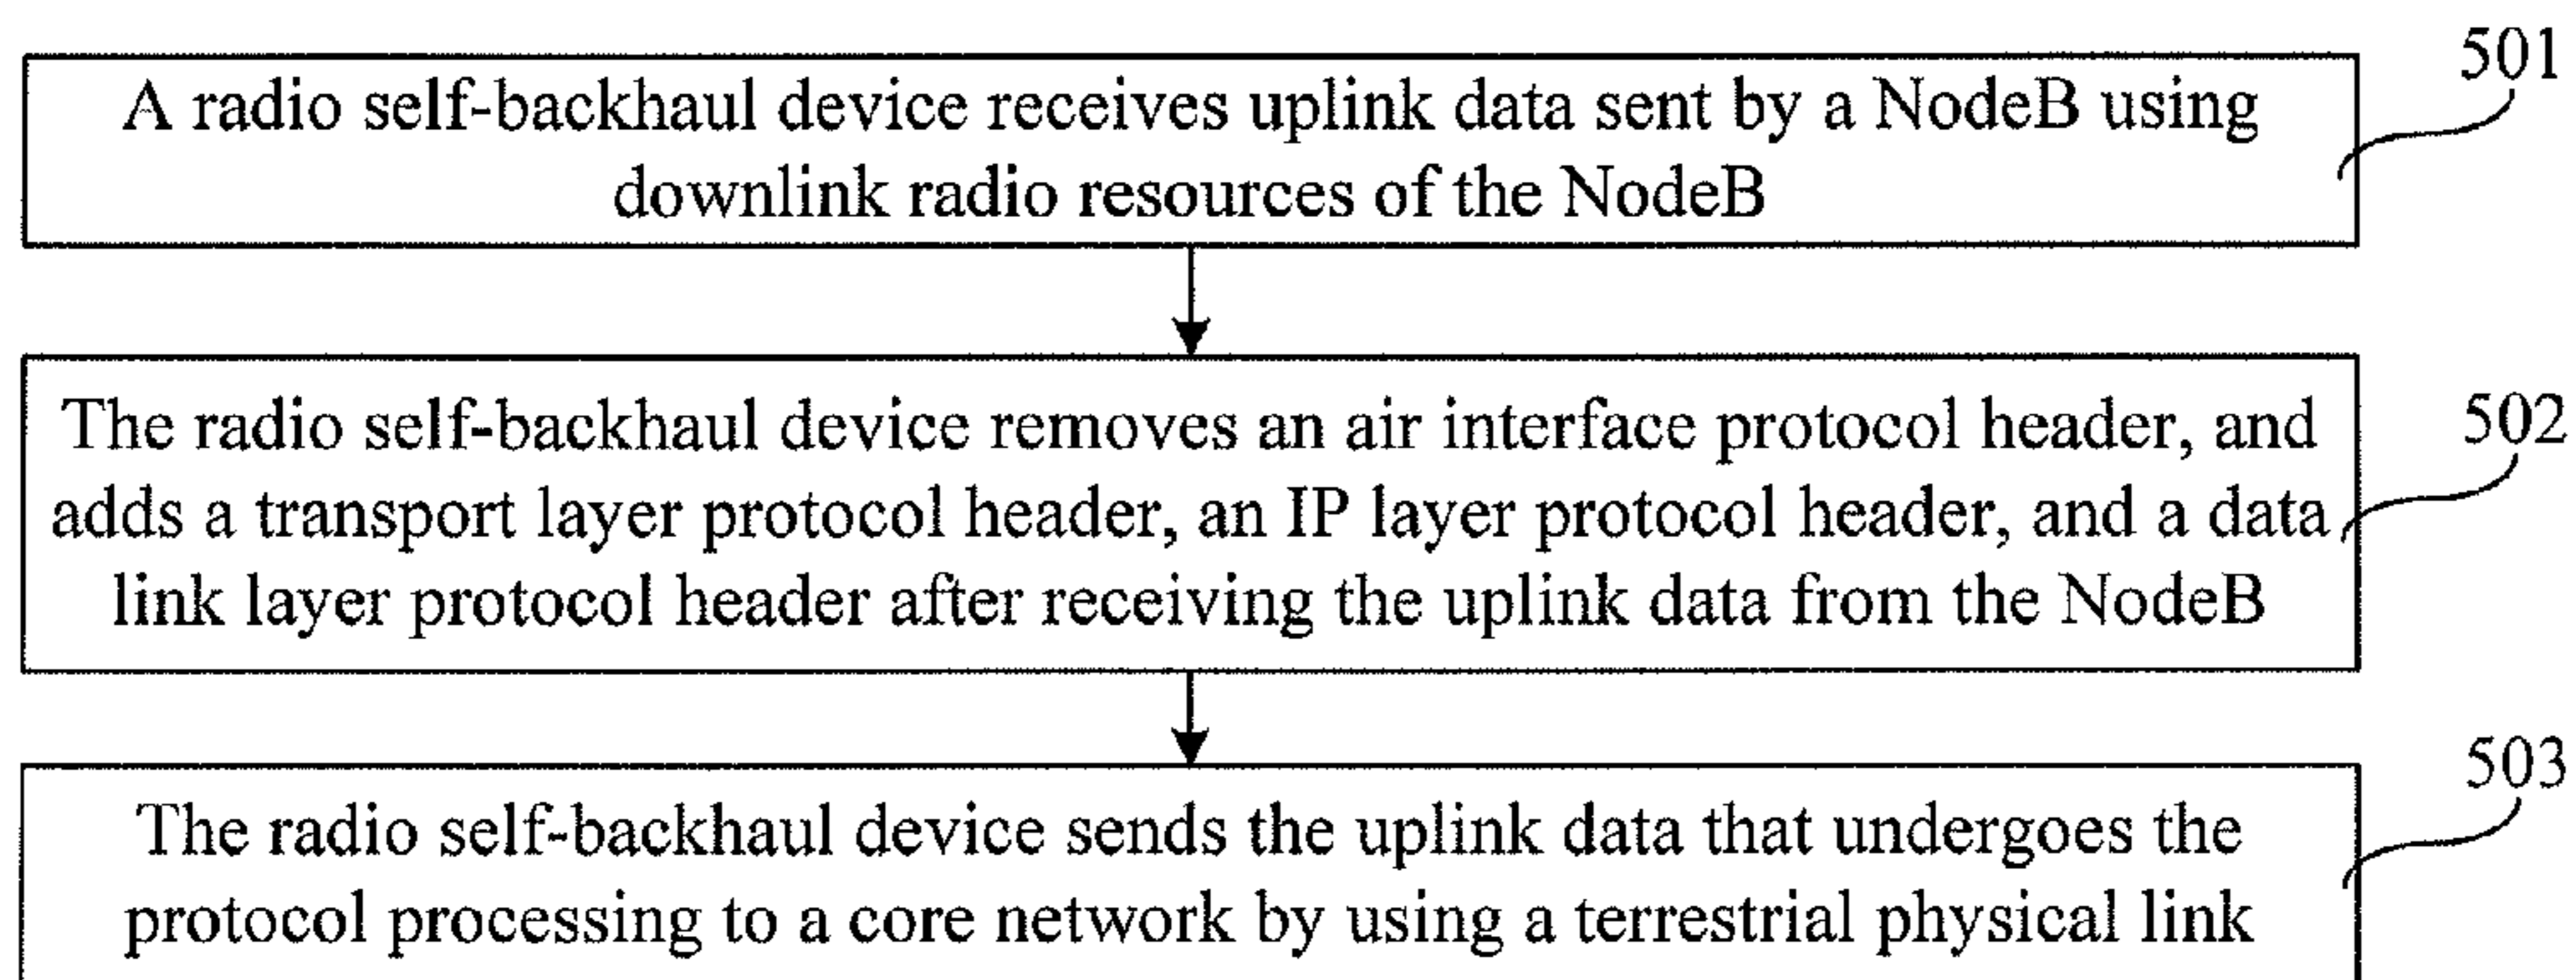 501
A radio self-backhaul device receives uplink data sent by a NodeB using
downlink radio resources of the NodeB
502
The radio self-backhaul device removes an air interface protocol header, and
adds a transport layer protocol header, an IP layer protocol header, and a data
link layer protocol header after receiving the uplink data from the NodeB
503
The radio self-backhaul device sends the uplink data that undergoes the
protocol processing to a core network by using a terrestrial physical link